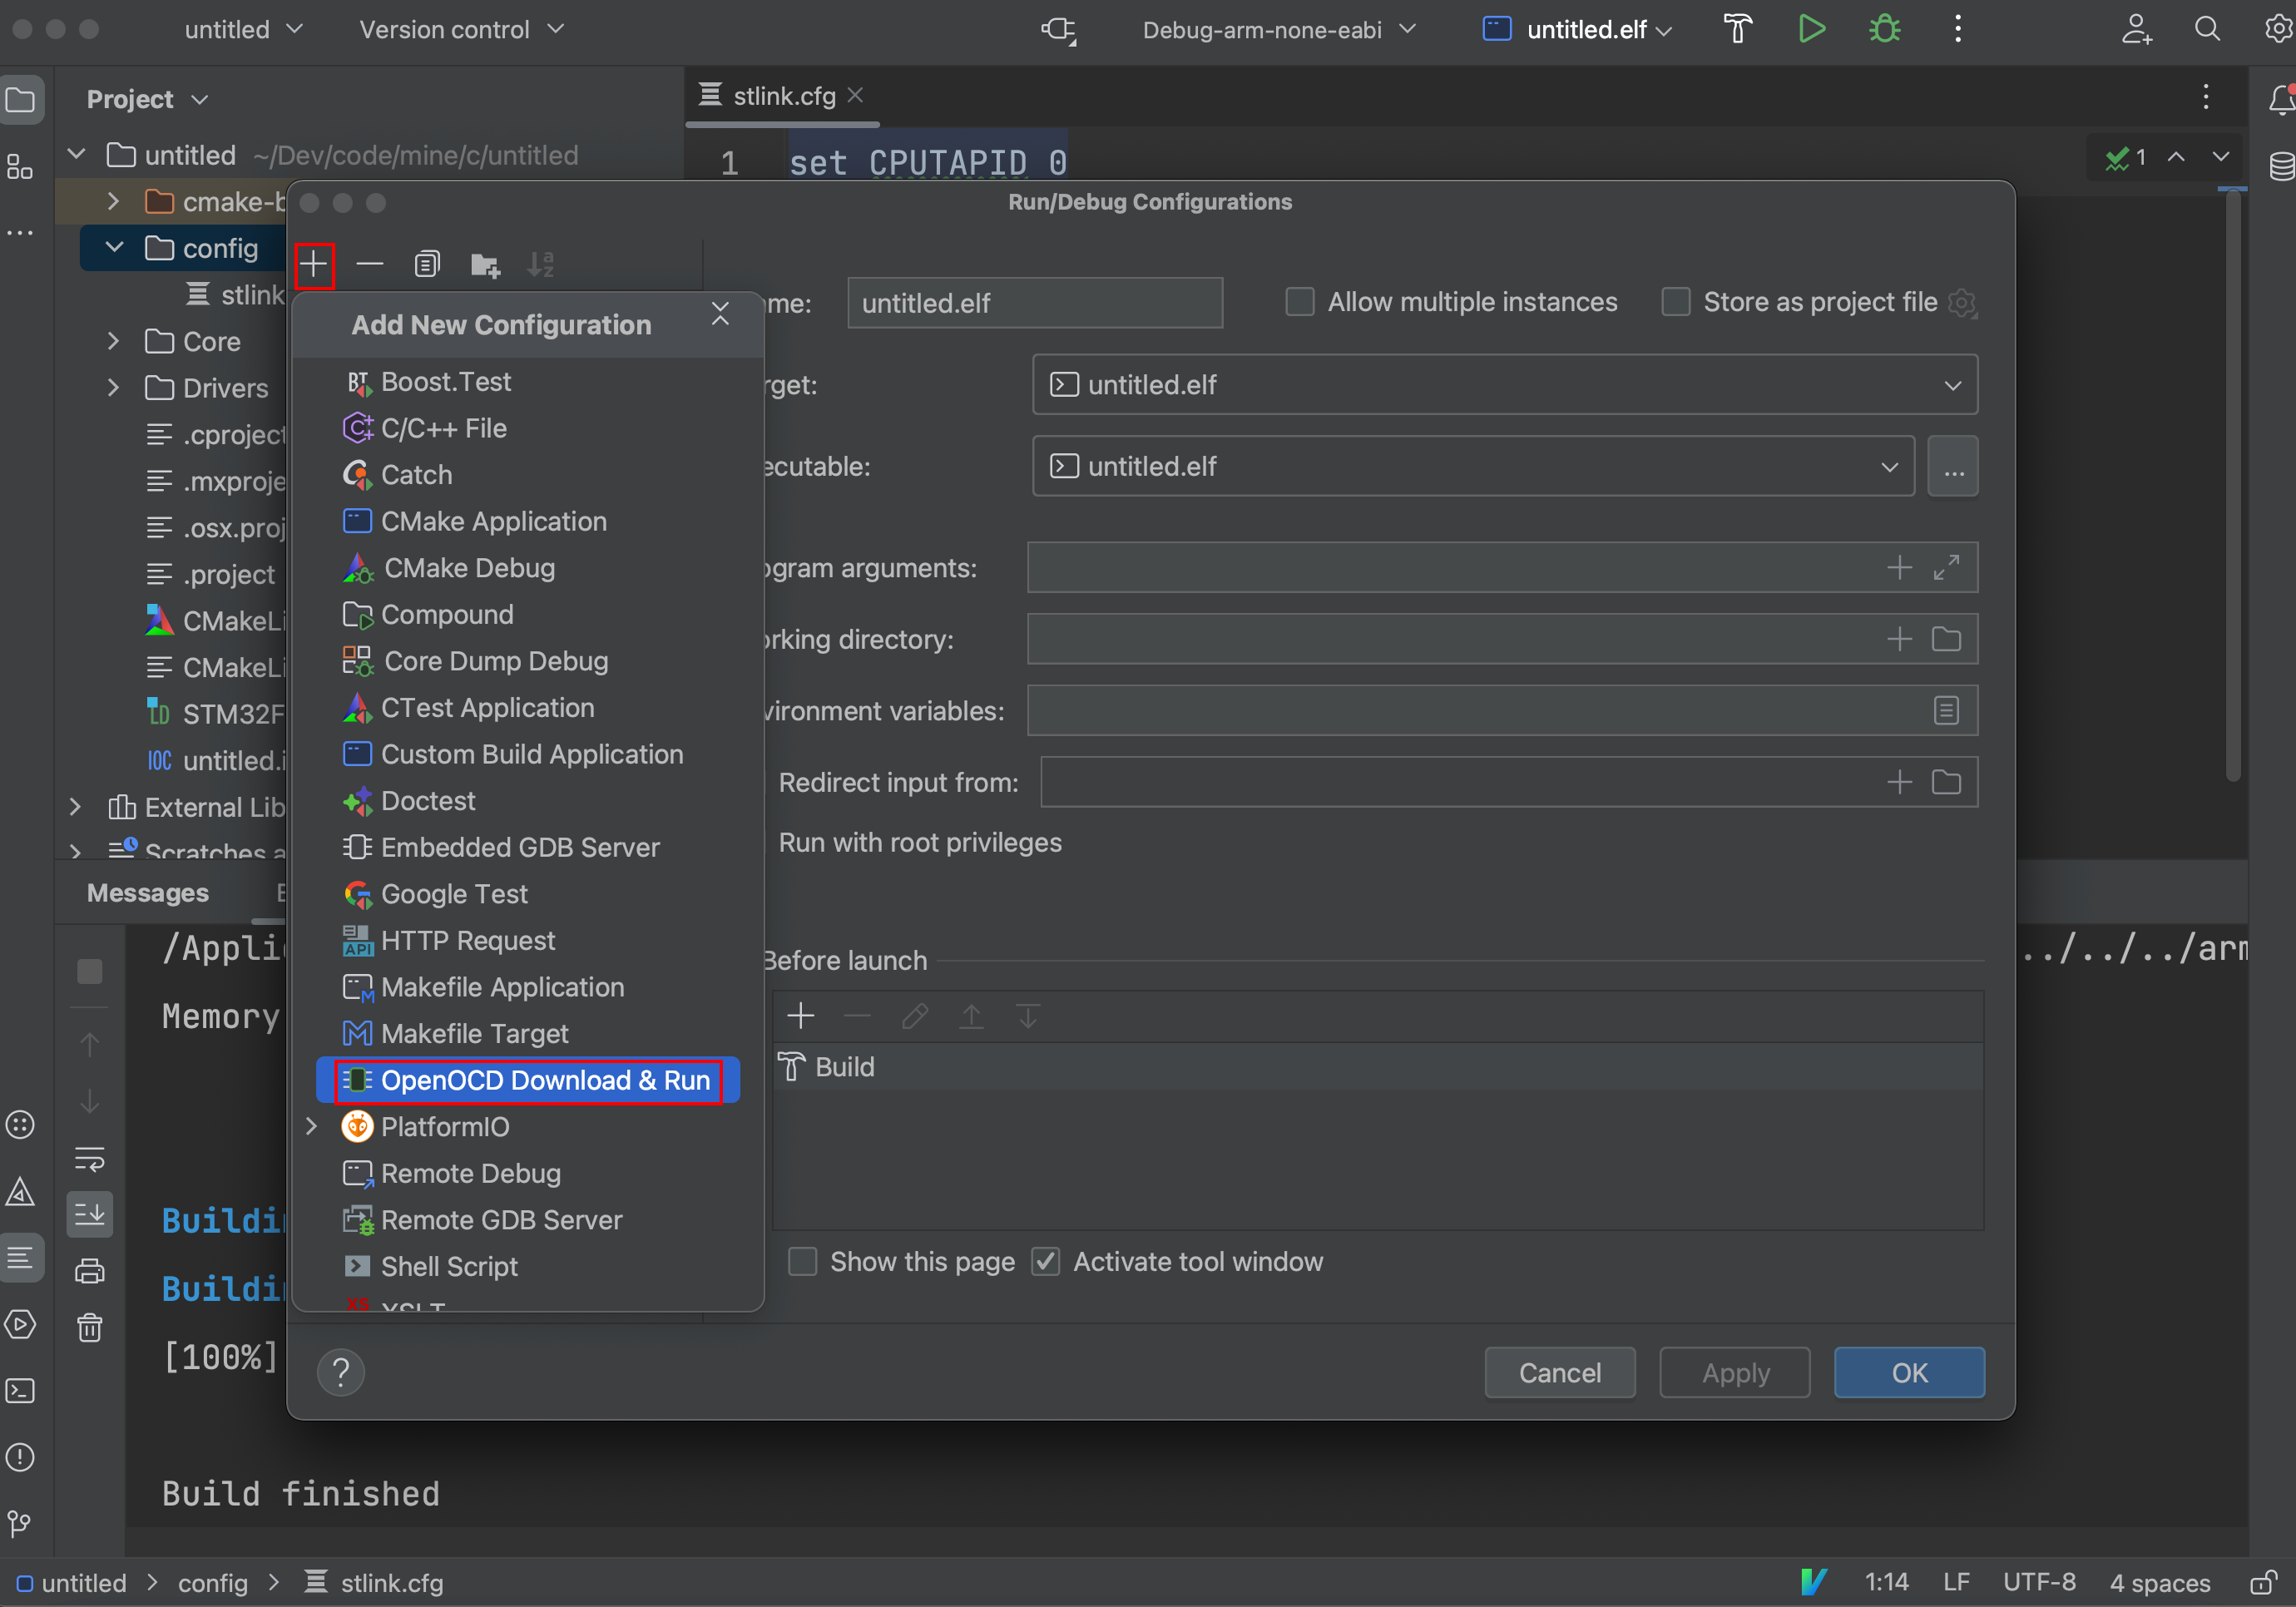 untitled
Version control
Debug-arm-none-eabi
untitled.elf
Project
stlink.cfg
untitled ~/Dev/code/mine/c/untitled
1 set CPUTAPID 0
1
cmake-b
Run/Debug Configurations
config
stlink
Core
Drivers
.cproject
.mxproje
.osx.proj
.project
CMakeLi
CMakeLi
STM32F
IOC untitled.i
External Lib
Scratches a
Add New Configuration
Boost.Test
C/C++ File
Catch
CMake Application
CMake Debug
Compound
Core Dump Debug
CTest Application
Custom Build Application
Doctest
Embedded GDB Server
Google Test
API HTTP Request
Makefile Application
Makefile Target
OpenOCD Download & Run
PlatformIO
Remote Debug
Remote GDB Server
Shell Script
XSLT
me: untitled.elf
Allow multiple instances
Store as project file
rget: untitled.elf
ecutable: untitled.elf
...
ogram arguments:
orking directory:
vironment variables:
Redirect input from:
Run with root privileges
Before launch
Build
Show this page
Activate tool window
?
Cancel
Apply
OK
Messages
/Applic
../../../arm
Memory
Buildin
Buildin
[100%]
Build finished
untitled > config > stlink.cfg
1:14 LF UTF-8 4 spaces